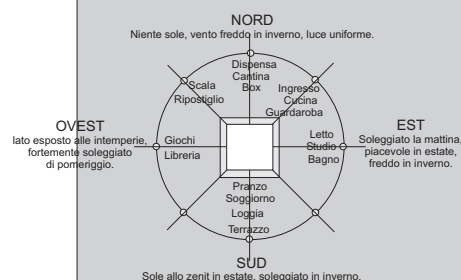 NORD
Niente sole, vento freddo in inverno, luce uniforme.
Dispensa
Cantina
Box
Scala
Ripostiglio
Ingresso
Cucina
Guardaroba
OVEST
lato esposto alle intemperie,
fortemente soleggiato
di pomeriggio.
Giochi
Libreria
Letto
Studio
Bagno
EST
Soleggiato la mattina,
piacevole in estate,
freddo in inverno.
Pranzo
Soggiorno
Loggia
Terrazzo
SUD
Sole allo zenit in estate, soleggiato in inverno.